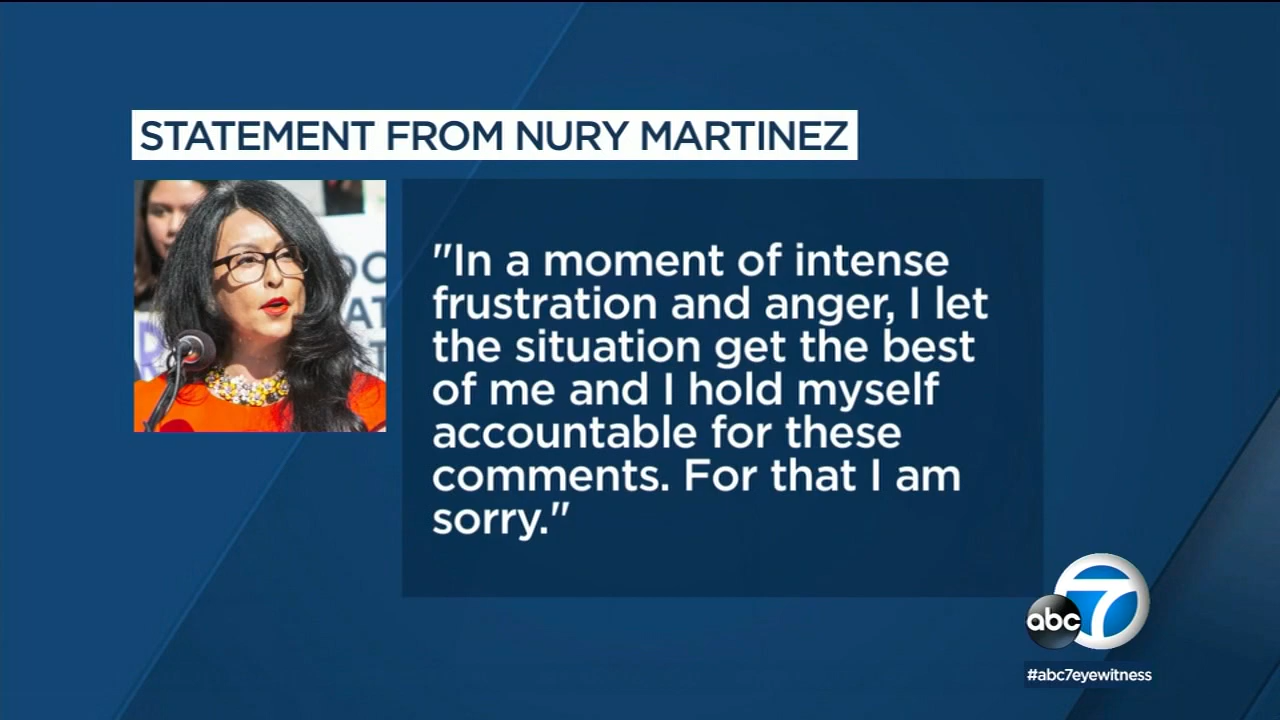 STATEMENT FROM NURY MARTINEZ
"In a moment of intense
frustration and anger, I let
the situation get the best
of me and I hold myself
accountable for these
comments. For that I am
sorry."
abc 7
#abc7eyewitness